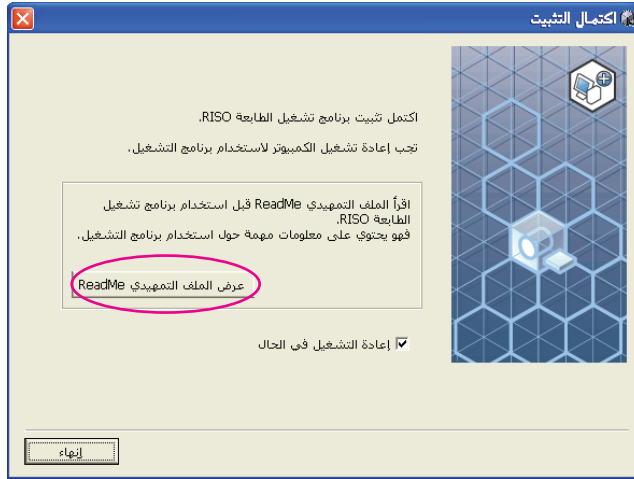 اكتمال التثبيت
اكتمل تثبيت برنامج تشغيل الطابعة RISO.
تجب إعادة تشغيل الكمبيوتر لاستخدام برنامج التشغيل.
اقرأ الملف التمهيدي ReadMe قبل استخدام برنامج تشغيل
الطابعة RISO.
فهو يحتوي على معلومات مهمة حول استخدام برنامج التشغيل.
عرض الملف التمهيدي ReadMe
إعادة التشغيل في الحال
إنهاء